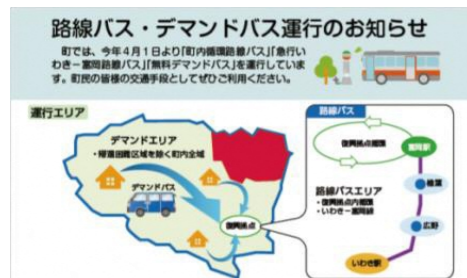 路線バス・デマンドバス運行のお知らせ
町では、今年4月1日より「町内循環路線バス」「急行い
わき－富岡路線バス」「無料デマンドバス」を運行していま
す。町民の皆様の交通手段としてぜひご利用ください。
運行エリア
デマンドエリア
・帰還困難区域を除く町内全域
デマンドバス
復興拠点
路線バス
復興拠点循環
富岡駅
路線バスエリア
・復興拠点内循環
・いわき－富岡線
楢葉
広野
いわき駅